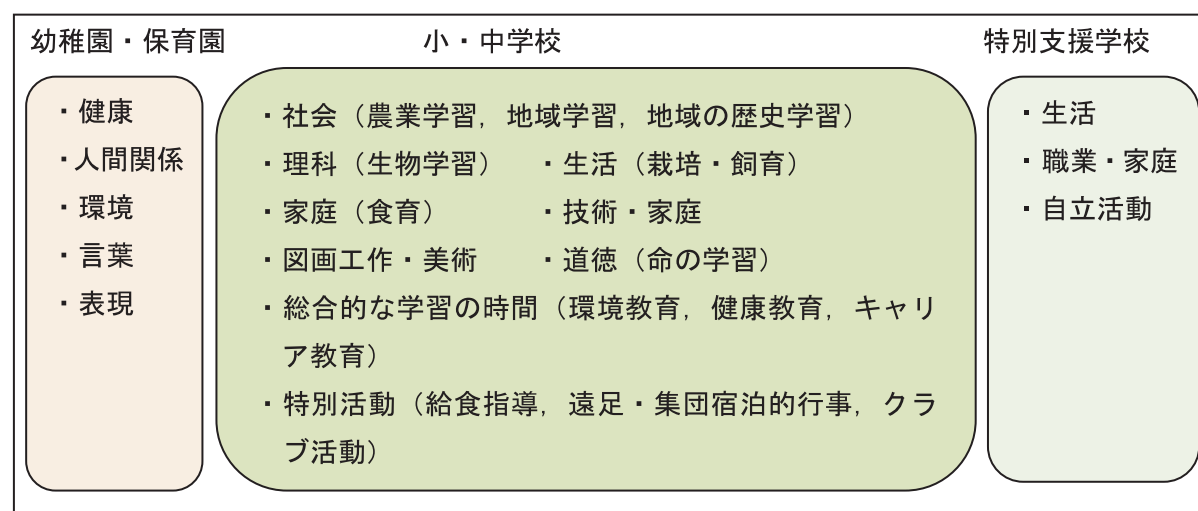 幼稚園・保育園
・健康
・人間関係
・環境
・言葉
・表現
小・中学校
・社会（農業学習，地域学習，地域の歴史学習）
・理科（生物学習）　・生活（栽培・飼育）
・家庭（食育）　・技術・家庭
・図画工作・美術　・道徳（命の学習）
・総合的な学習の時間（環境教育，健康教育，キャリ
ア教育）
・特別活動（給食指導，遠足・集団宿泊的行事，クラ
ブ活動）
特別支援学校
・生活
・職業・家庭
・自立活動